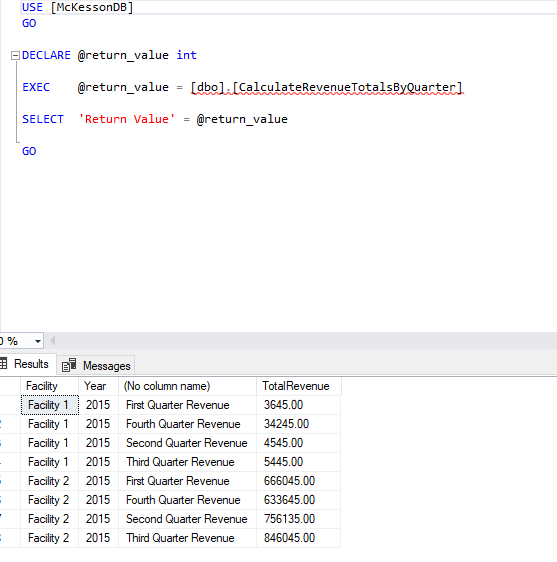 USE [McKessonDB]
GO
DECLARE @return_value int
EXEC @return_value = [dbo].[CalculateRevenueTotalsByQuarter]
SELECT 'Return Value' = @return_value
GO
0 %
Results Messages
Facility Year (No column name) TotalRevenue
Facility 1 2015 First Quarter Revenue 3645.00
Facility 1 2015 Fourth Quarter Revenue 34245.00
Facility 1 2015 Second Quarter Revenue 4545.00
Facility 1 2015 Third Quarter Revenue 5445.00
Facility 2 2015 First Quarter Revenue 666045.00
Facility 2 2015 Fourth Quarter Revenue 633645.00
Facility 2 2015 Second Quarter Revenue 756135.00
Facility 2 2015 Third Quarter Revenue 846045.00